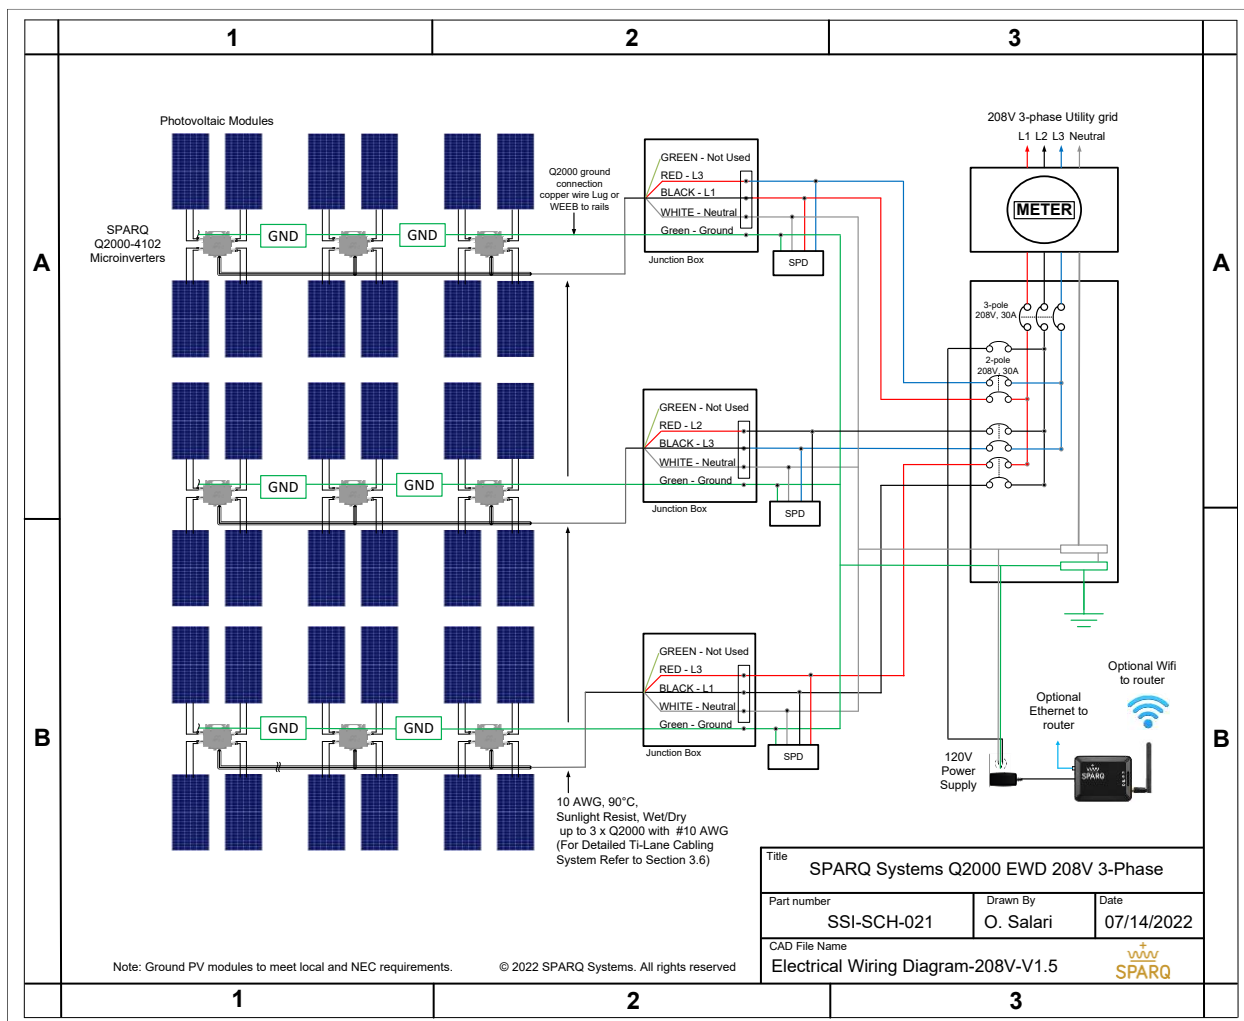 1
2
3
A
A
B
B
Photovoltaic Modules
SPARQ
Q2000-4102
Microinverters
GND
GND
Q2000 ground
connection
copper wire Lug or
WEEB to rails
GREEN - Not Used
RED - L3
BLACK - L1
WHITE - Neutral
Green - Ground
Junction Box
SPD
208V 3-phase Utility grid
L1 L2 L3 Neutral
METER
3-pole
208V, 30A
2-pole
208V, 30A
GND
GND
GREEN - Not Used
RED - L2
BLACK - L3
WHITE - Neutral
Green - Ground
Junction Box
SPD
GND
GND
GREEN - Not Used
RED - L3
BLACK - L1
WHITE - Neutral
Green - Ground
Junction Box
SPD
Optional Wifi
to router
Optional
Ethernet to
router
120V
Power
Supply
SPARQ
10 AWG, 90°C,
Sunlight Resist, Wet/Dry
up to 3 x Q2000 with #10 AWG
(For Detailed Ti-Lane Cabling
System Refer to Section 3.6)
Title
SPARQ Systems Q2000 EWD 208V 3-Phase
Part number
SSI-SCH-021
Drawn By
O. Salari
Date
07/14/2022
CAD File Name
Electrical Wiring Diagram-208V-V1.5
SPARQ
Note: Ground PV modules to meet local and NEC requirements.
© 2022 SPARQ Systems. All rights reserved
1
2
3